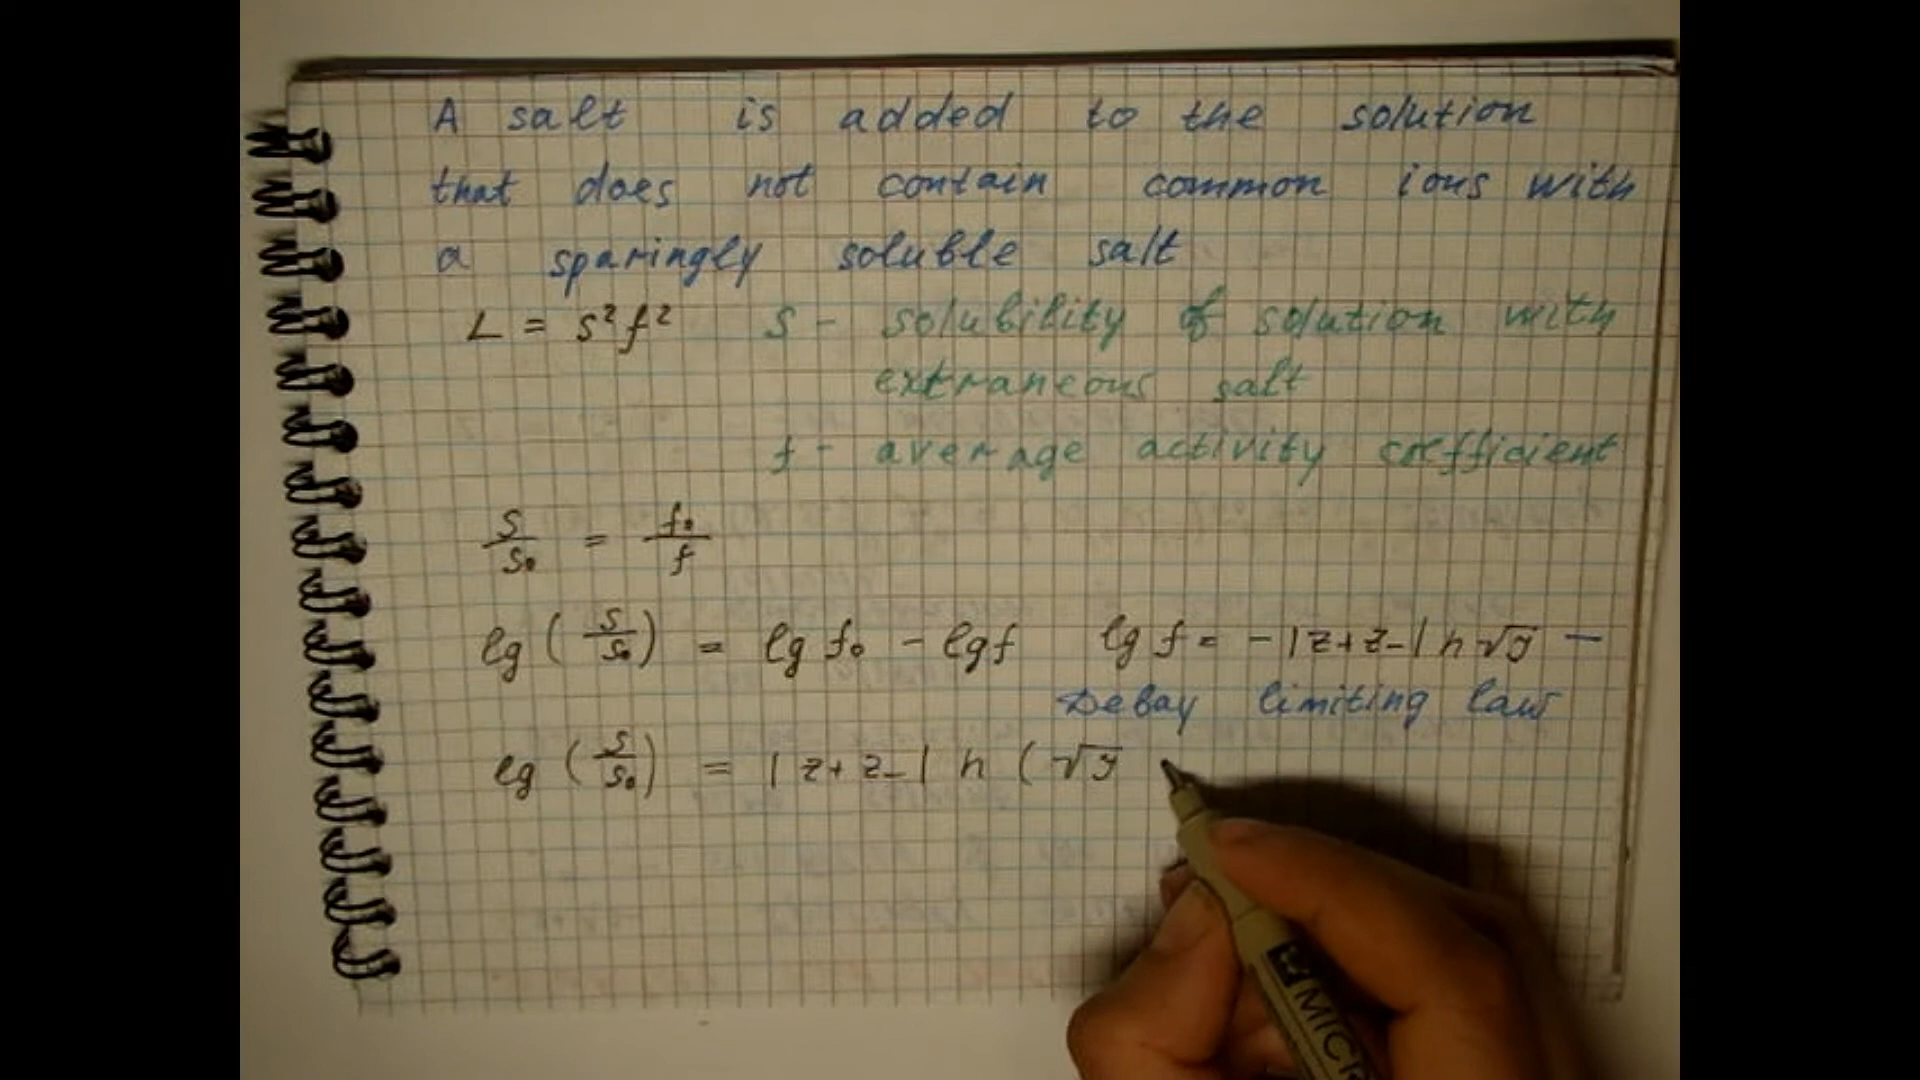 A salt is added to the solution
that does not contain common ions with
a sparingly soluble salt
L = s²f² S - solubility of solution with
extraneous salt
f - average activity coefficient
s/s₀ = f₀/f
lg (s/s₀) = lg f₀ - lg f lg f = - |z+z-| h √y —
Debay limiting law
lg (s/s₀) = |z+z-| h (√y
MICR